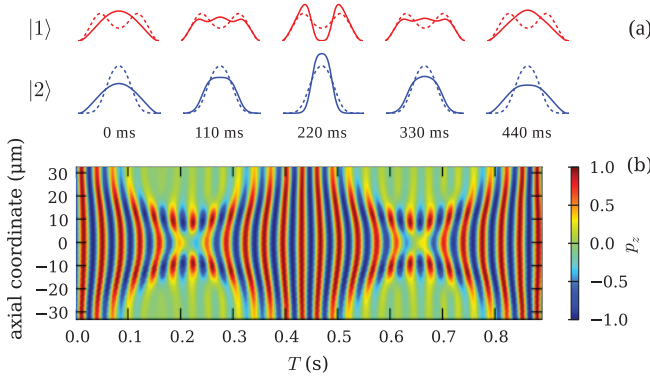 |1⟩ (a)
|2⟩
0 ms 110 ms 220 ms 330 ms 440 ms
(b)
axial coordinate (μm)
30
20
10
0
−10
−20
−30
0.0 0.1 0.2 0.3 0.4 0.5 0.6 0.7 0.8
T (s)
1.0
0.5
0.0
−0.5
−1.0
p_z